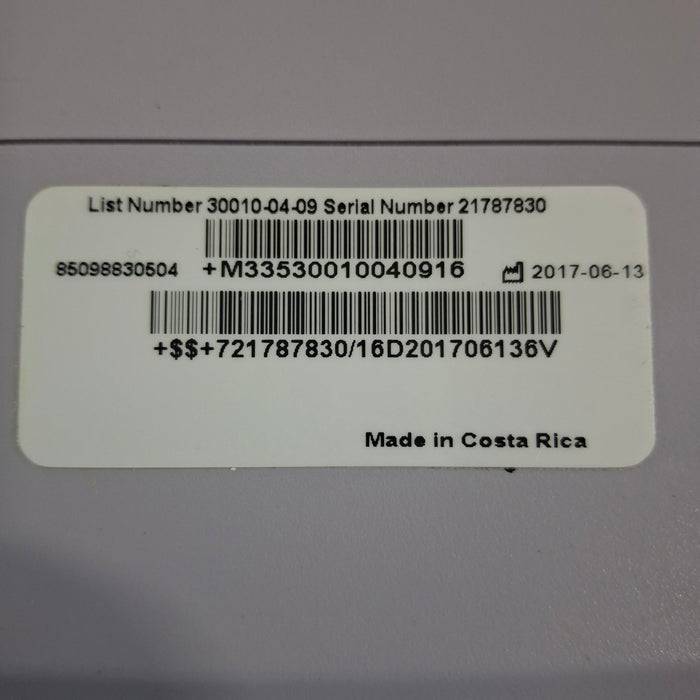 List Number 30010-04-09 Serial Number 21787830
85098830504 +M33530010040916 2017-06-13
+$$+721787830/16D201706136V
Made in Costa Rica